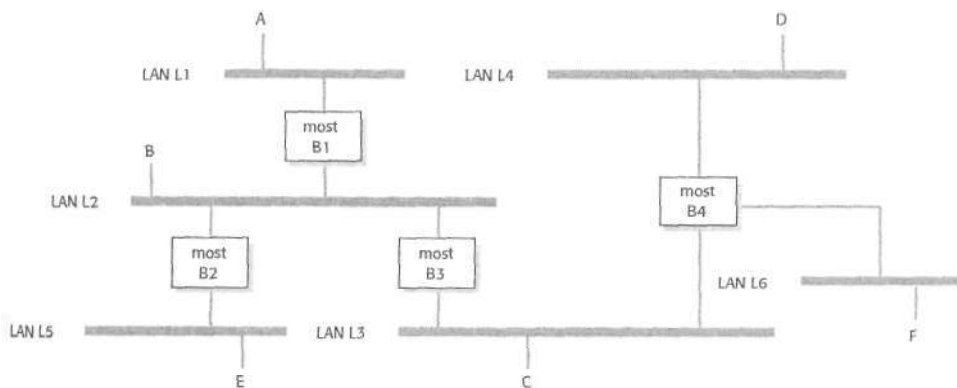 A
D
LAN L1
LAN L4
most
B1
B
most
B4
LAN L2
most
B2
most
B3
LAN L6
LAN L5
LAN L3
F
E
C